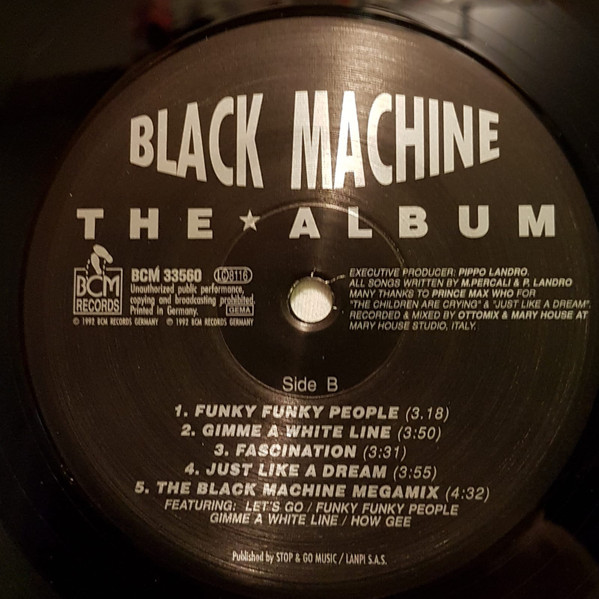 BLACK MACHINE
THE ★ ALBUM
BCM
RECORDS
BCM 33560 LC 8116
Unauthorized public performance,
copying and broadcasting prohibited.
Printed in Germany. GEMA
© 1992 BCM RECORDS GERMANY ℗ 1992 BCM RECORDS GERMANY
EXECUTIVE PRODUCER: PIPPO LANDRO.
ALL SONGS WRITTEN BY M.PERCALI & P. LANDRO
MANY THANKS TO PRINCE MAX WHO FOR
"THE CHILDREN ARE CRYING" & "JUST LIKE A DREAM".
RECORDED & MIXED BY OTTOMIX & MARY HOUSE AT
MARY HOUSE STUDIO, ITALY.
Side B
1. FUNKY FUNKY PEOPLE (3.18)
2. GIMME A WHITE LINE (3:50)
3. FASCINATION (3:31)
4. JUST LIKE A DREAM (3:55)
5. THE BLACK MACHINE MEGAMIX (4:32)
FEATURING: LET'S GO / FUNKY FUNKY PEOPLE
GIMME A WHITE LINE / HOW GEE
Published by STOP & GO MUSIC / LANPI S.A.S.